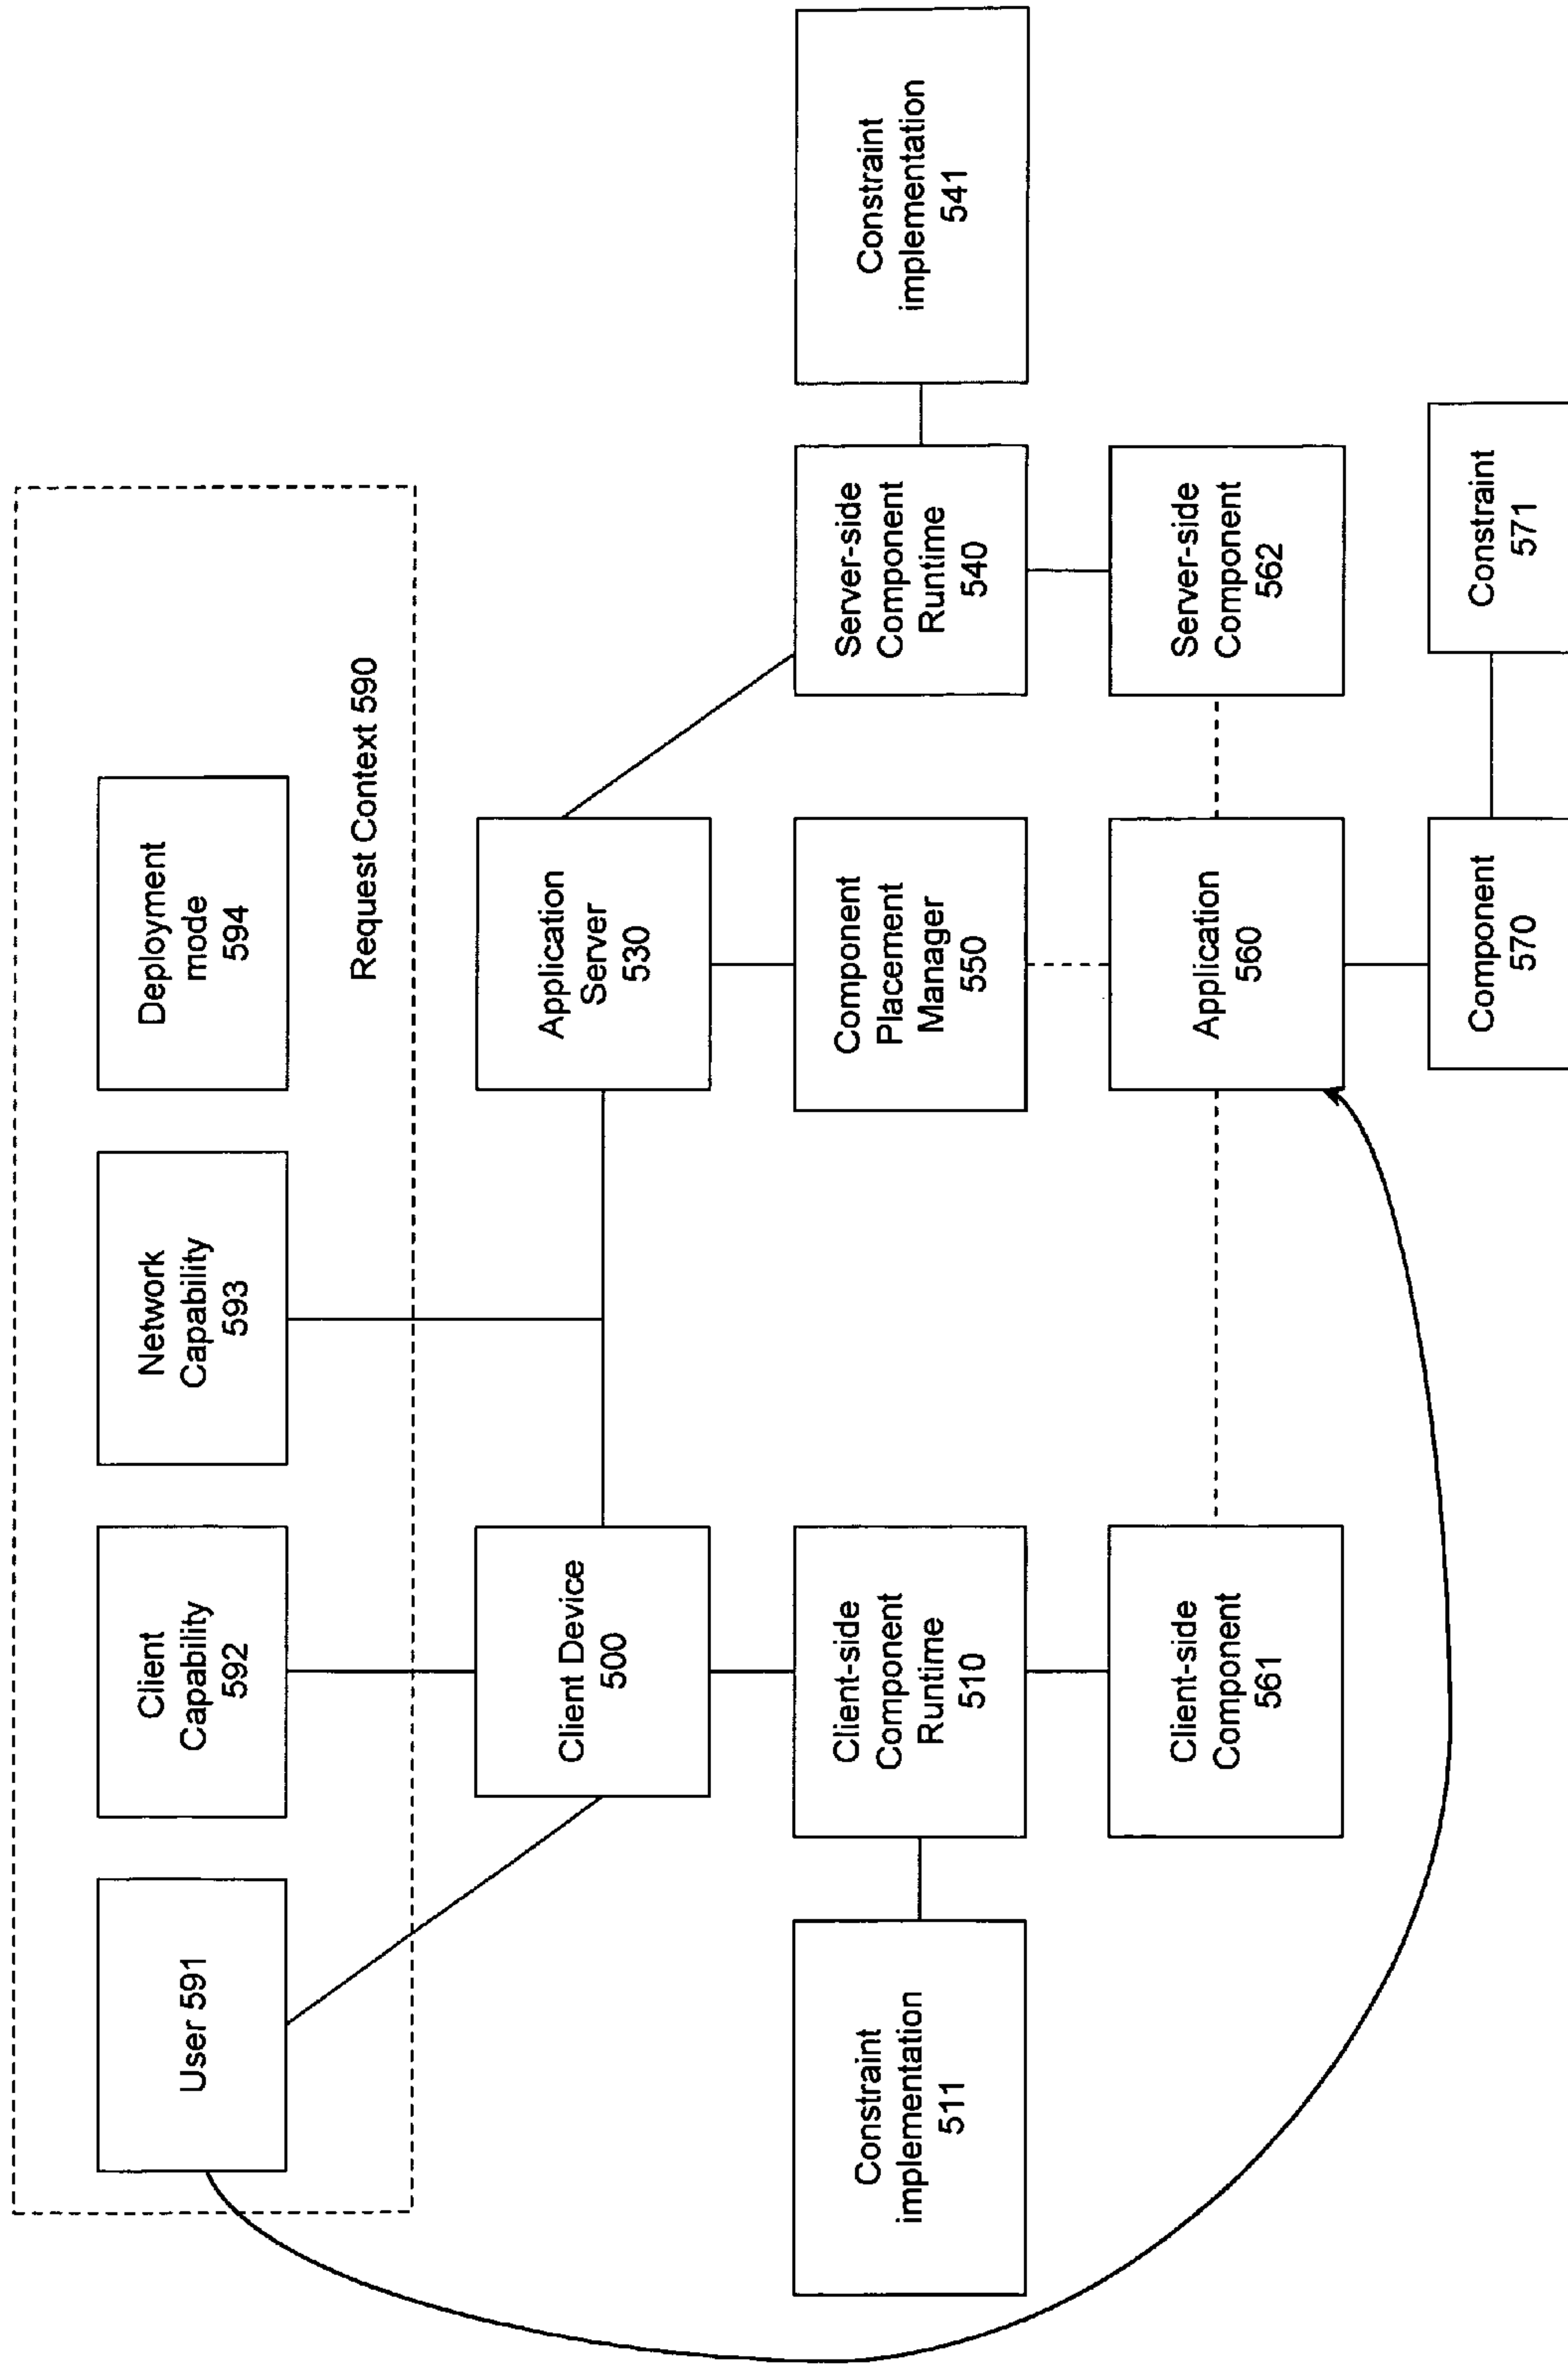 User 591
Client
Capability
592
Network
Capability
593
Deployment
mode
594
Request Context 590
Client Device
500
Application
Server
530
Constraint
implementation
511
Client-side
Component
Runtime
510
Component
Placement
Manager
550
Server-side
Component
Runtime
540
Constraint
implementation
541
Client-side
Component
561
Application
560
Server-side
Component
562
Component
570
Constraint
571